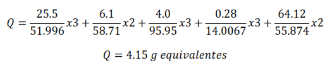 Q = 25.5/51.996 x3 + 6.1/58.71 x2 + 4.0/95.95 x3 + 0.28/14.0067 x3 + 64.12/55.874 x2
Q = 4.15 g equivalentes